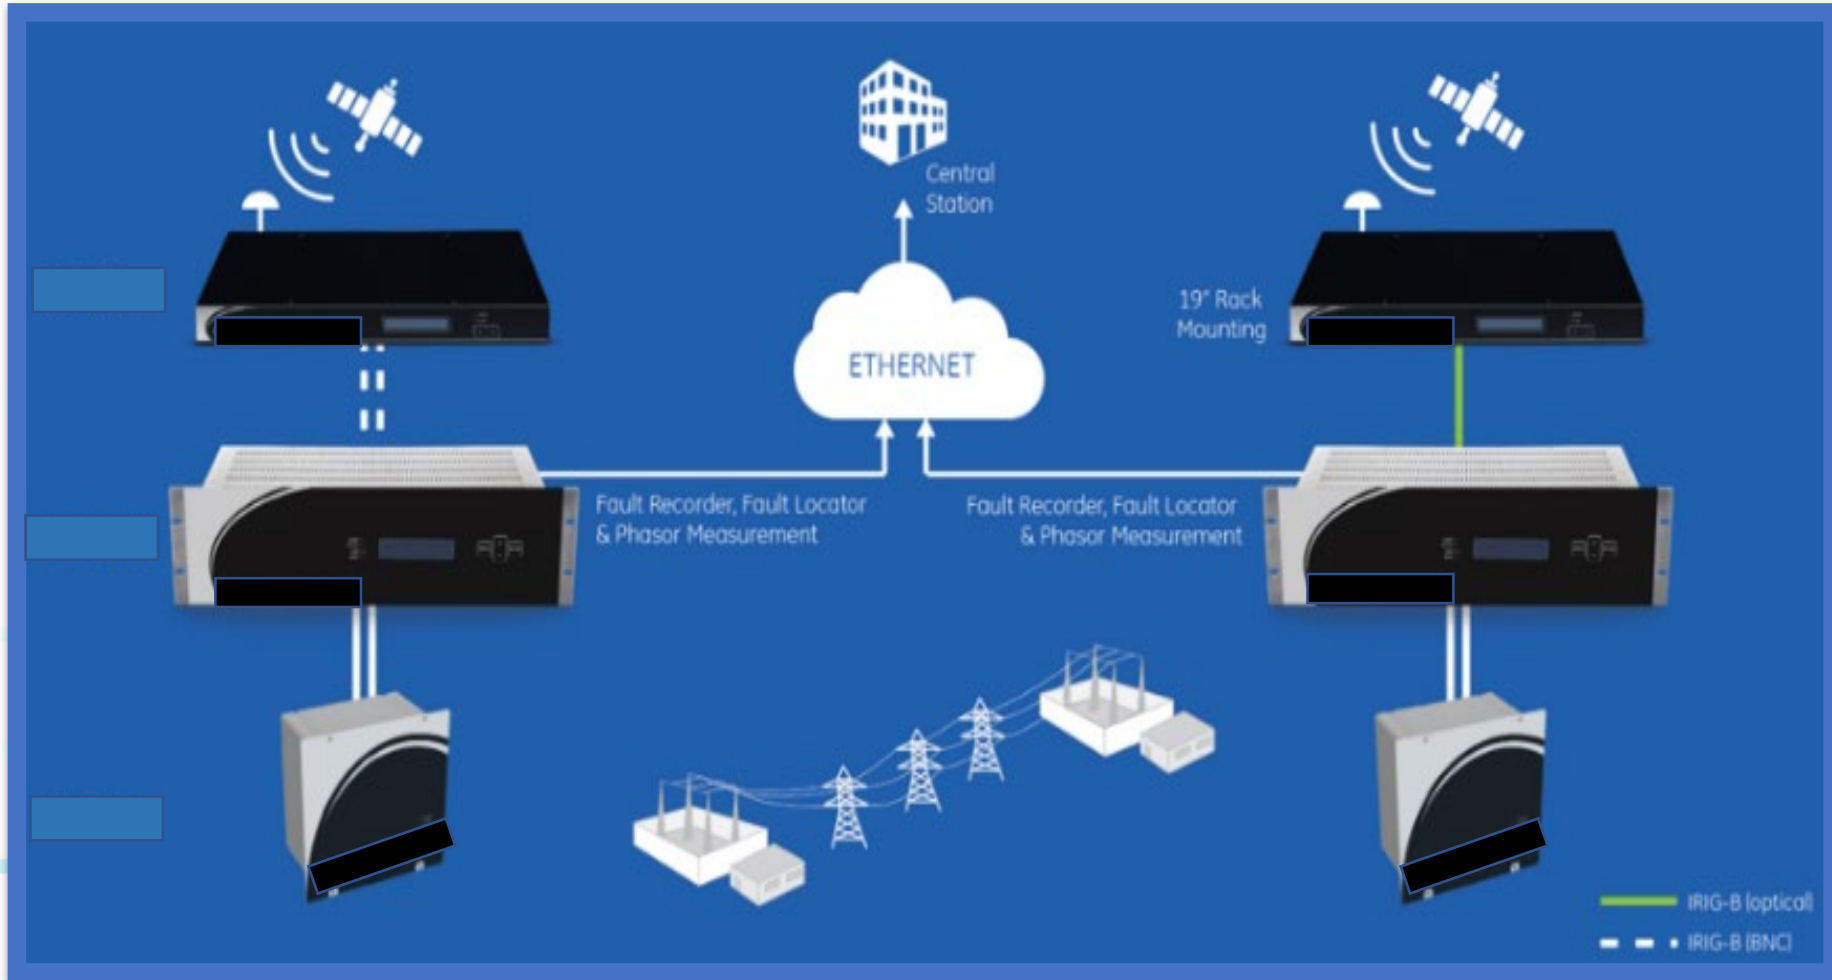 Central
Station
ETHERNET
19" Rack
Mounting
Fault Recorder, Fault Locator
& Phasor Measurement
Fault Recorder, Fault Locator
& Phasor Measurement
IRIG-B (optical)
IRIG-B (BNC)